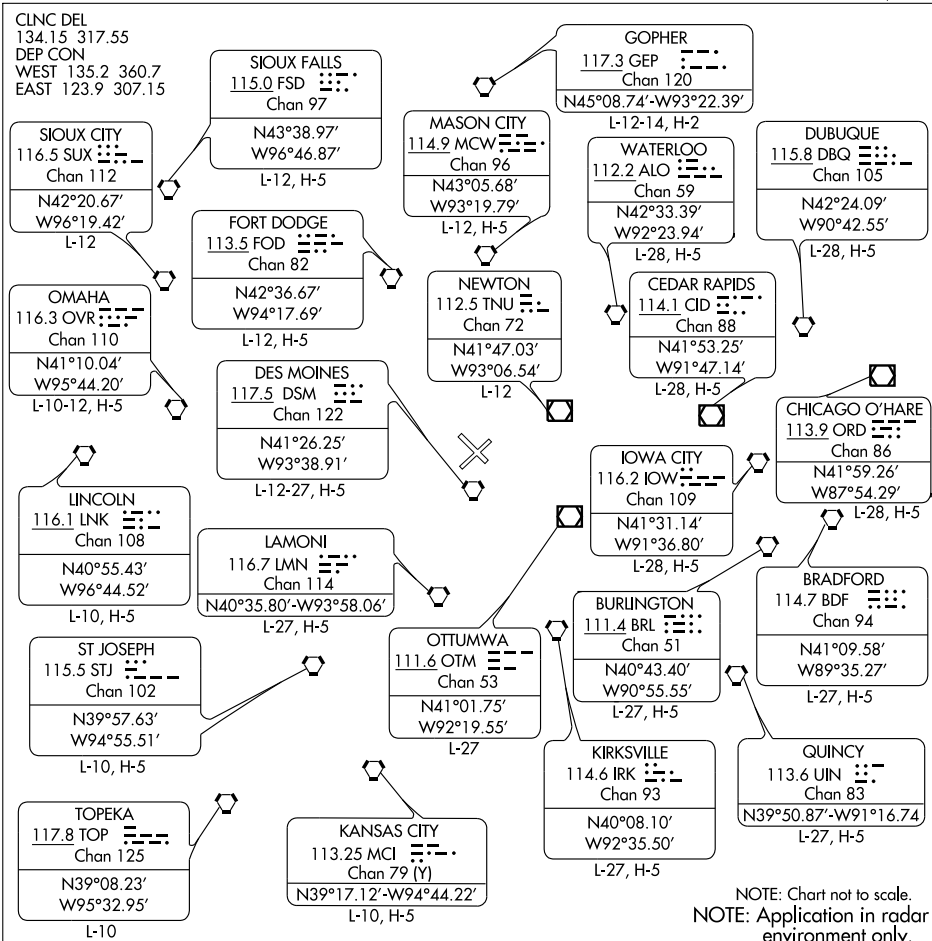 CLNC DEL
134.15 317.55
DEP CON
WEST 135.2 360.7
EAST 123.9 307.15
SIOUX FALLS
115.0 FSD
Chan 97
N43°38.97′
W96°46.87′
L-12, H-5
GOPHER
117.3 GEP
Chan 120
N45°08.74′-W93°22.39′
L-12-14, H-2
SIOUX CITY
116.5 SUX
Chan 112
N42°20.67′
W96°19.42′
L-12
MASON CITY
114.9 MCW
Chan 96
N43°05.68′
W93°19.79′
L-12, H-5
WATERLOO
112.2 ALO
Chan 59
N42°33.39′
W92°23.94′
L-28, H-5
DUBUQUE
115.8 DBQ
Chan 105
N42°24.09′
W90°42.55′
L-28, H-5
FORT DODGE
113.5 FOD
Chan 82
N42°36.67′
W94°17.69′
L-12, H-5
OMAHA
116.3 OVR
Chan 110
N41°10.04′
W95°44.20′
L-10-12, H-5
NEWTON
112.5 TNU
Chan 72
N41°47.03′
W93°06.54′
L-12
CEDAR RAPIDS
114.1 CID
Chan 88
N41°53.25′
W91°47.14′
L-28, H-5
DES MOINES
117.5 DSM
Chan 122
N41°26.25′
W93°38.91′
L-12-27, H-5
CHICAGO O'HARE
113.9 ORD
Chan 86
N41°59.26′
W87°54.29′
L-28, H-5
IOWA CITY
116.2 IOW
Chan 109
N41°31.14′
W91°36.80′
L-28, H-5
LINCOLN
116.1 LNK
Chan 108
N40°55.43′
W96°44.52′
L-10, H-5
LAMONI
116.7 LMN
Chan 114
N40°35.80′-W93°58.06′
L-27, H-5
BRADFORD
114.7 BDF
Chan 94
N41°09.58′
W89°35.27′
L-27, H-5
BURLINGTON
111.4 BRL
Chan 51
N40°43.40′
W90°55.55′
L-27, H-5
OTTUMWA
111.6 OTM
Chan 53
N41°01.75′
W92°19.55′
L-27
ST JOSEPH
115.5 STJ
Chan 102
N39°57.63′
W94°55.51′
L-10, H-5
KIRKSVILLE
114.6 IRK
Chan 93
N40°08.10′
W92°35.50′
L-27, H-5
QUINCY
113.6 UIN
Chan 83
N39°50.87′-W91°16.74
L-27, H-5
TOPEKA
117.8 TOP
Chan 125
N39°08.23′
W95°32.95′
L-10
KANSAS CITY
113.25 MCI
Chan 79 (Y)
N39°17.12′-W94°44.22′
L-10, H-5
NOTE: Chart not to scale.
NOTE: Application in radar
environment only.